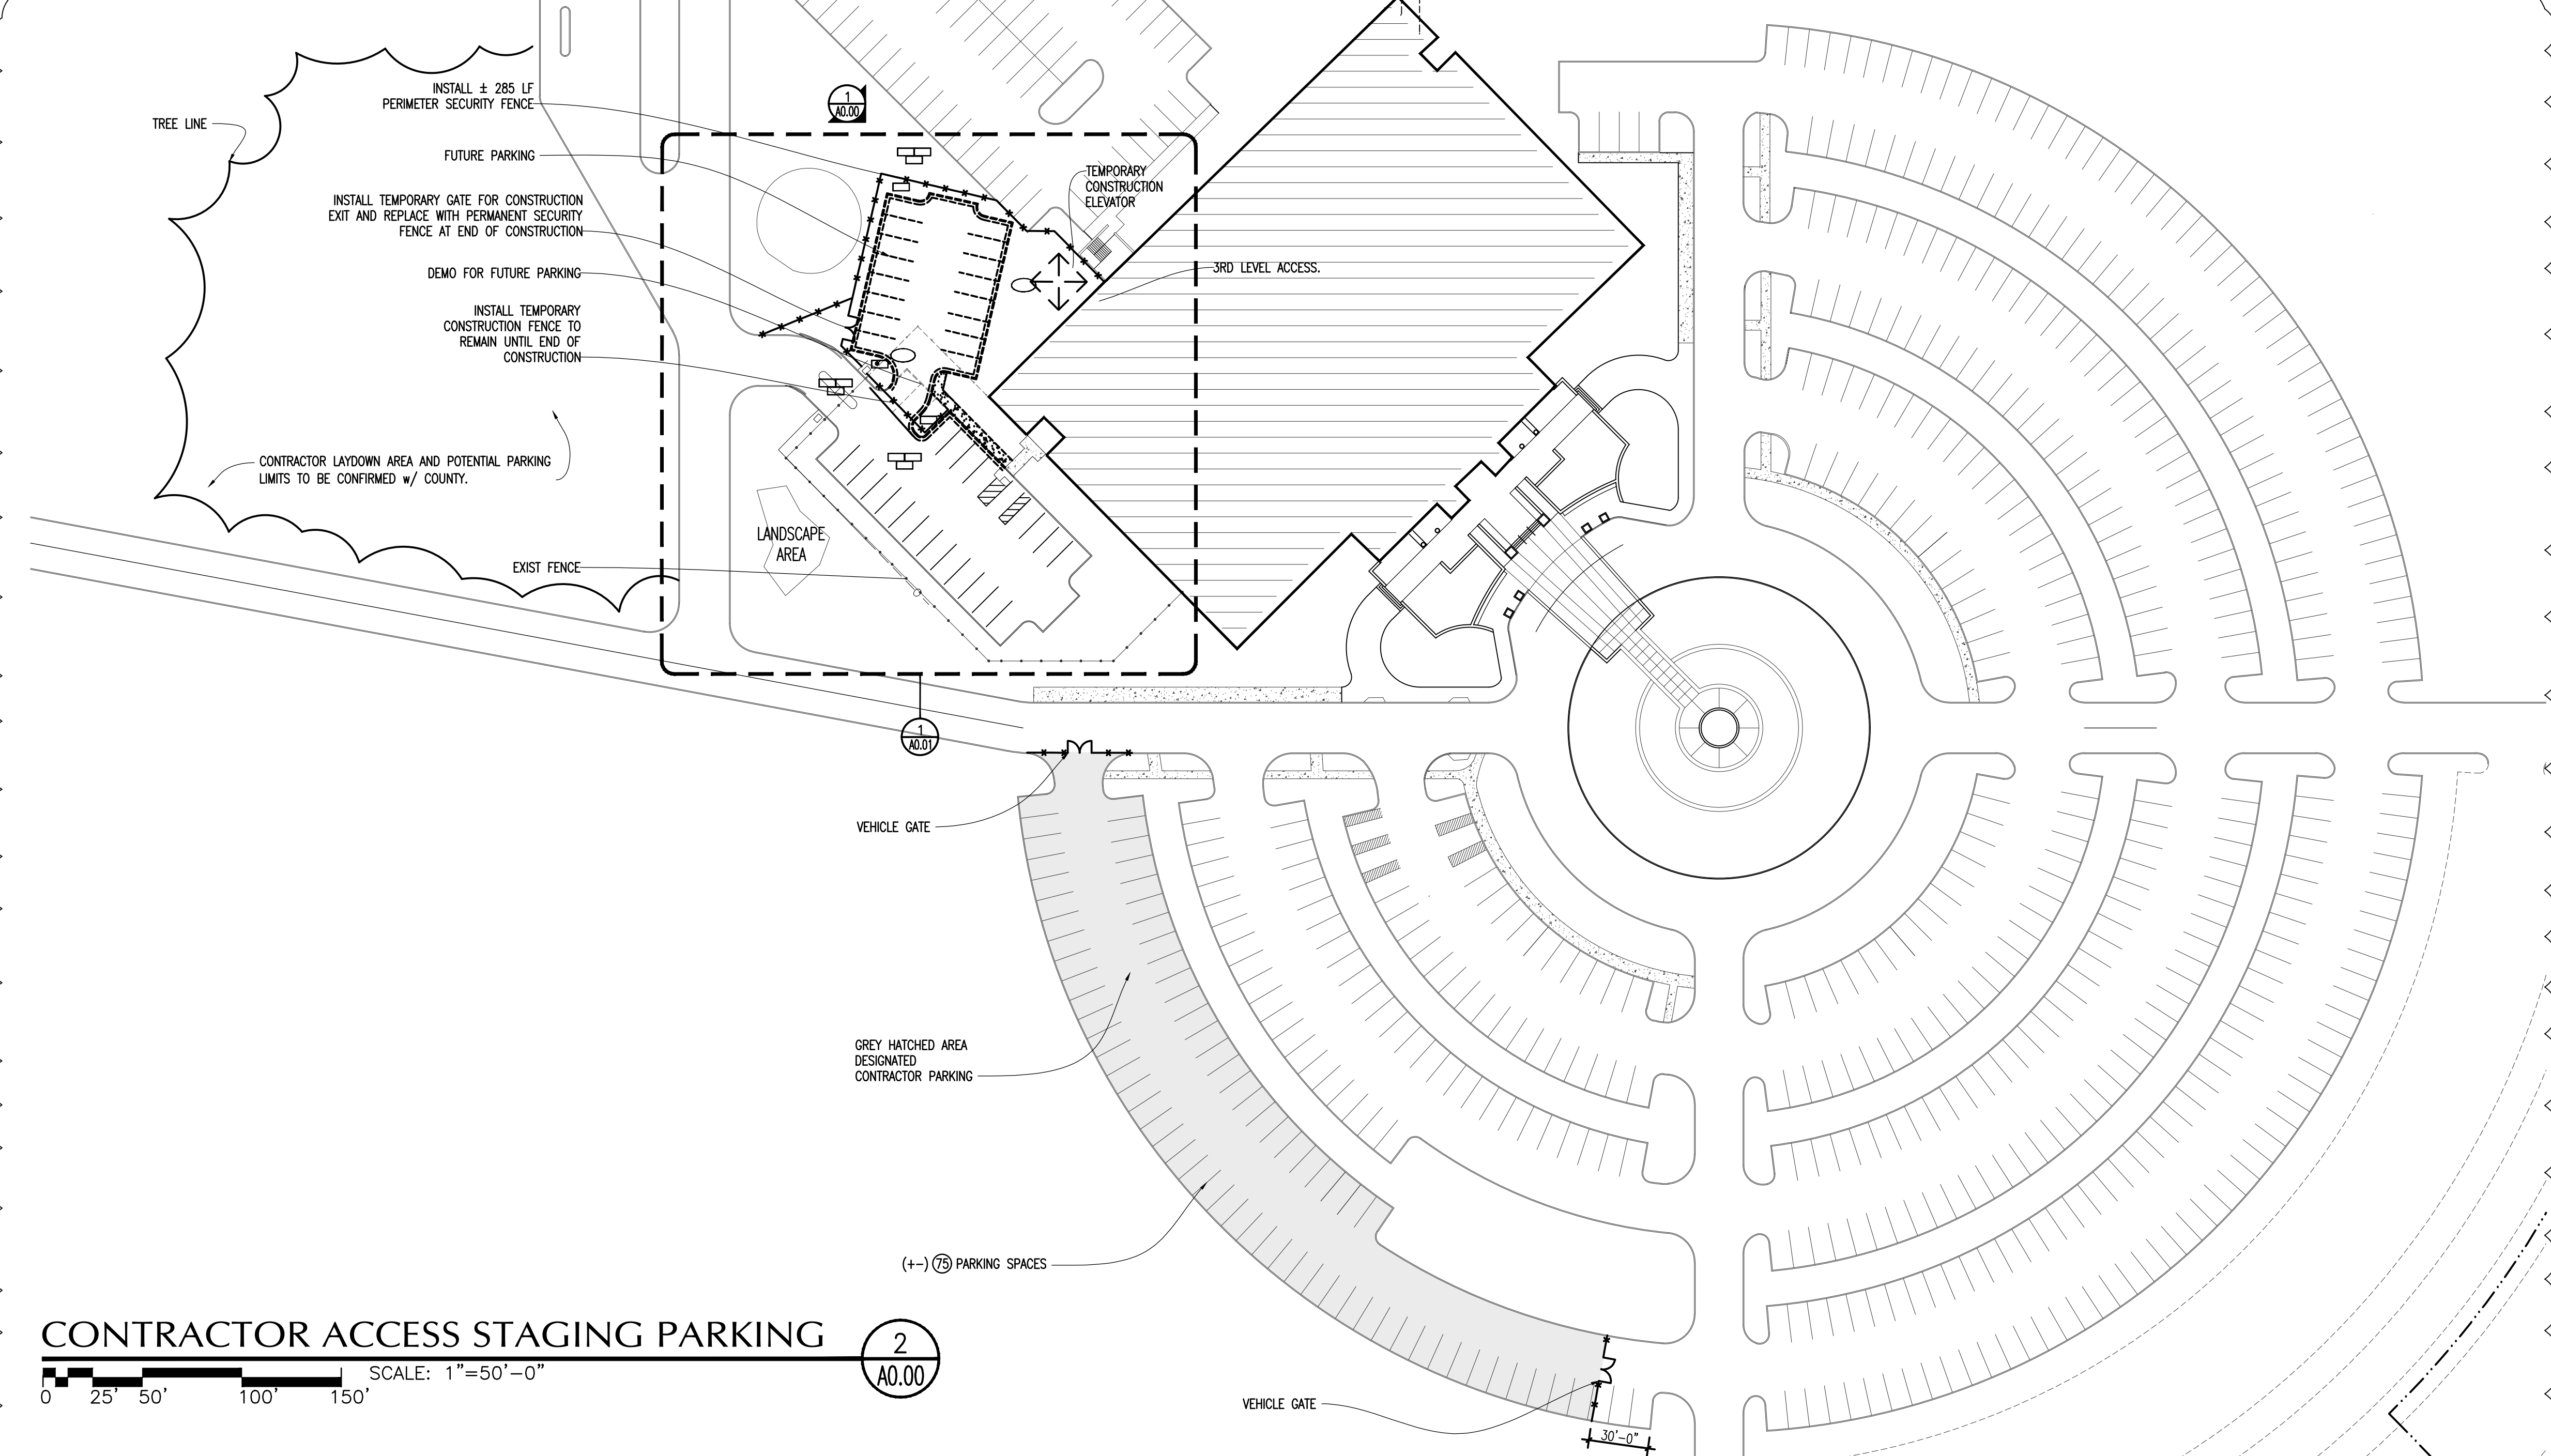 INSTALL ± 285 LF
PERIMETER SECURITY FENCE
1
A0.00
TREE LINE
FUTURE PARKING
TEMPORARY
CONSTRUCTION
ELEVATOR
INSTALL TEMPORARY GATE FOR CONSTRUCTION
EXIT AND REPLACE WITH PERMANENT SECURITY
FENCE AT END OF CONSTRUCTION
DEMO FOR FUTURE PARKING
3RD LEVEL ACCESS.
INSTALL TEMPORARY
CONSTRUCTION FENCE TO
REMAIN UNTIL END OF
CONSTRUCTION
CONTRACTOR LAYDOWN AREA AND POTENTIAL PARKING
LIMITS TO BE CONFIRMED w/ COUNTY.
LANDSCAPE
AREA
EXIST FENCE
1
A0.01
VEHICLE GATE
GREY HATCHED AREA
DESIGNATED
CONTRACTOR PARKING
(+-) 75 PARKING SPACES
CONTRACTOR ACCESS STAGING PARKING
2
A0.00
SCALE: 1"=50'-0"
0 25' 50' 100' 150'
VEHICLE GATE
30'-0"